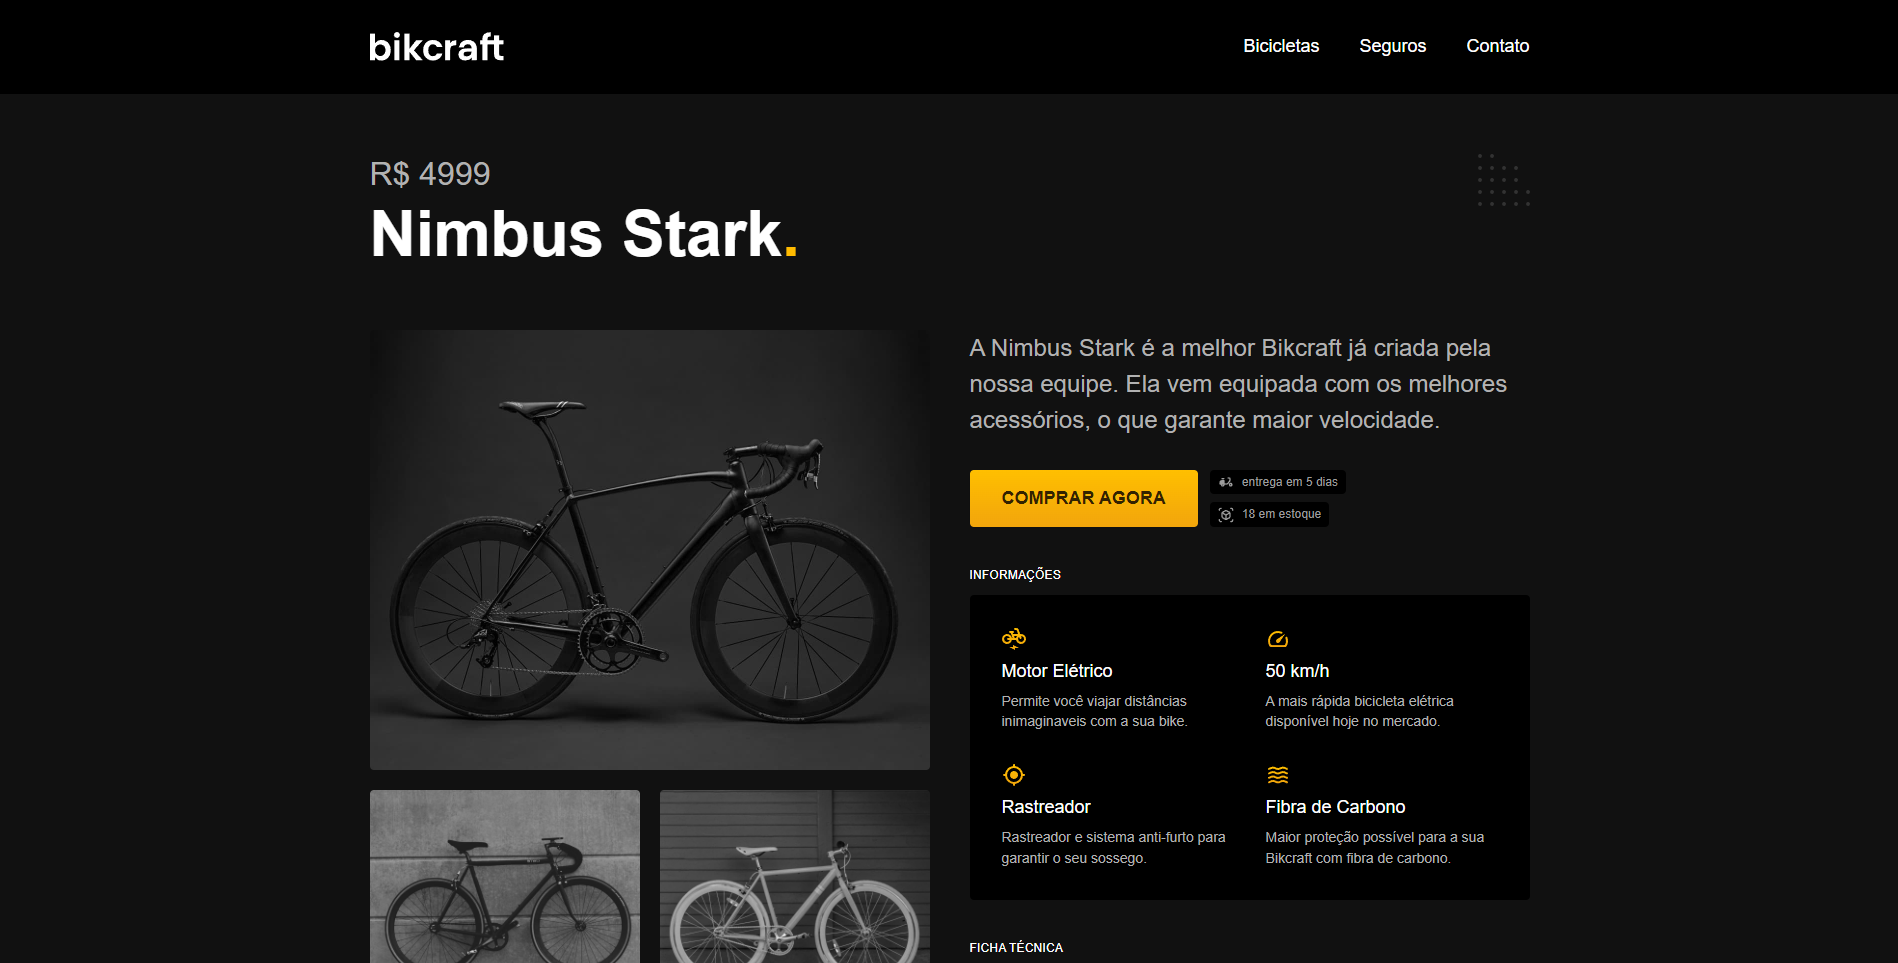 bikcraft
Bicicletas
Seguros
Contato
R$ 4999
Nimbus Stark.
A Nimbus Stark é a melhor Bikcraft já criada pela
nossa equipe. Ela vem equipada com os melhores
acessórios, o que garante maior velocidade.
COMPRAR AGORA
entrega em 5 dias
18 em estoque
INFORMAÇÕES
Motor Elétrico
Permite você viajar distâncias
inimaginaveis com a sua bike.
50 km/h
A mais rápida bicicleta elétrica
disponível hoje no mercado.
Rastreador
Rastreador e sistema anti-furto para
garantir o seu sossego.
Fibra de Carbono
Maior proteção possível para a sua
Bikcraft com fibra de carbono.
FICHA TÉCNICA